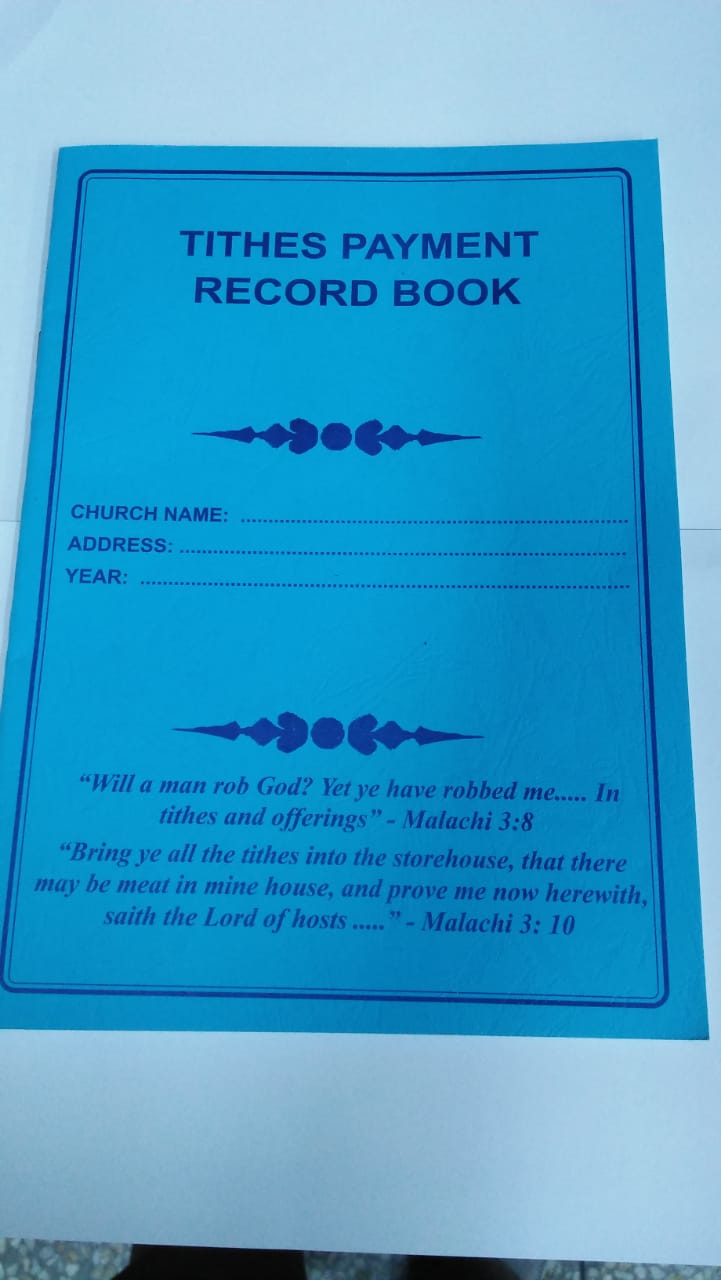 TITHES PAYMENT
RECORD BOOK
CHURCH NAME: ..................................................................
ADDRESS: ...........................................................................
YEAR: .................................................................................
“Will a man rob God? Yet ye have robbed me..... In
tithes and offerings” - Malachi 3:8
“Bring ye all the tithes into the storehouse, that there
may be meat in mine house, and prove me now herewith,
saith the Lord of hosts .....” - Malachi 3: 10